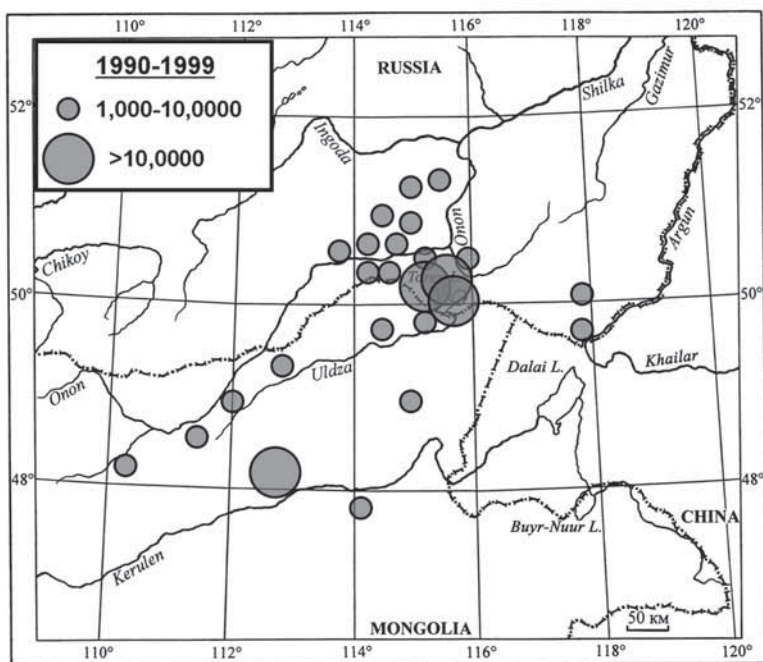 110° 112° 114° 116° 118° 120°
1990-1999
1,000-10,0000
>10,0000
RUSSIA
Shilka
Gazimur
52° 52°
Ingoda
Onon
Argun
Chikoy
50° 50°
Uldza
Dalai L.
Khailar
Onon
48° 48°
CHINA
Buyr-Nuur L.
Kerulen
50 км
MONGOLIA
110° 112° 114° 116° 118° 120°